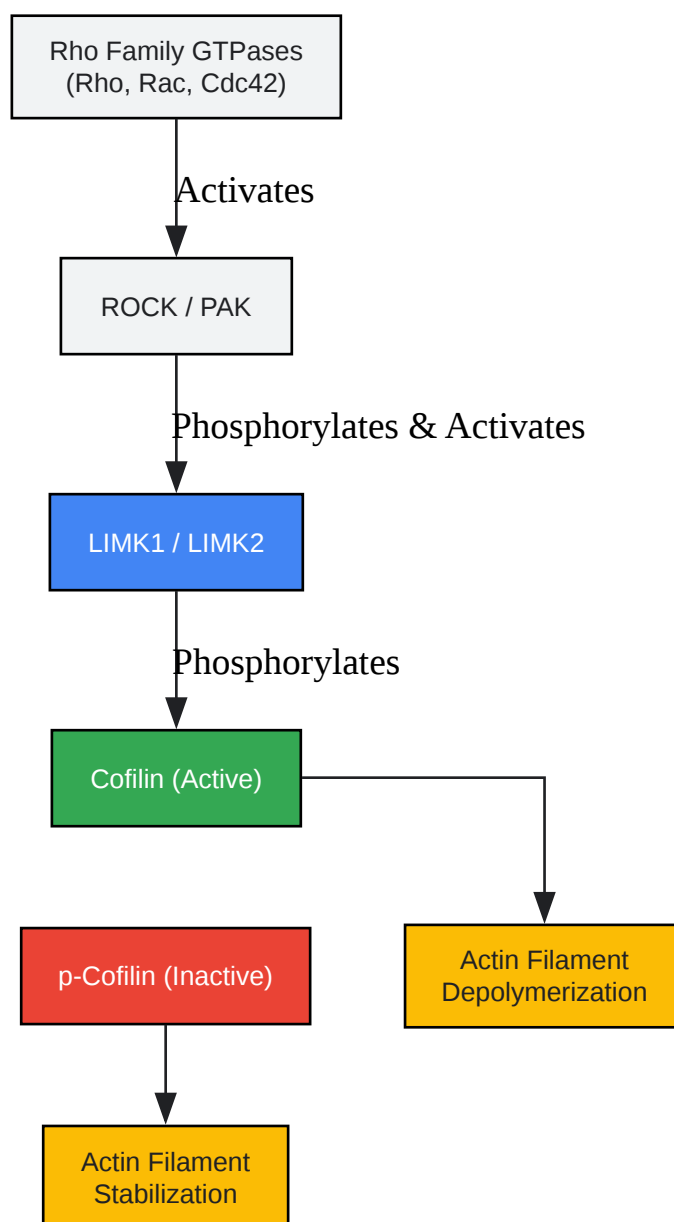 Rho Family GTPases
(Rho, Rac, Cdc42)
Activates
ROCK / PAK
Phosphorylates & Activates
LIMK1 / LIMK2
Phosphorylates
Cofilin (Active)
p-Cofilin (Inactive)
Actin Filament
Depolymerization
Actin Filament
Stabilization